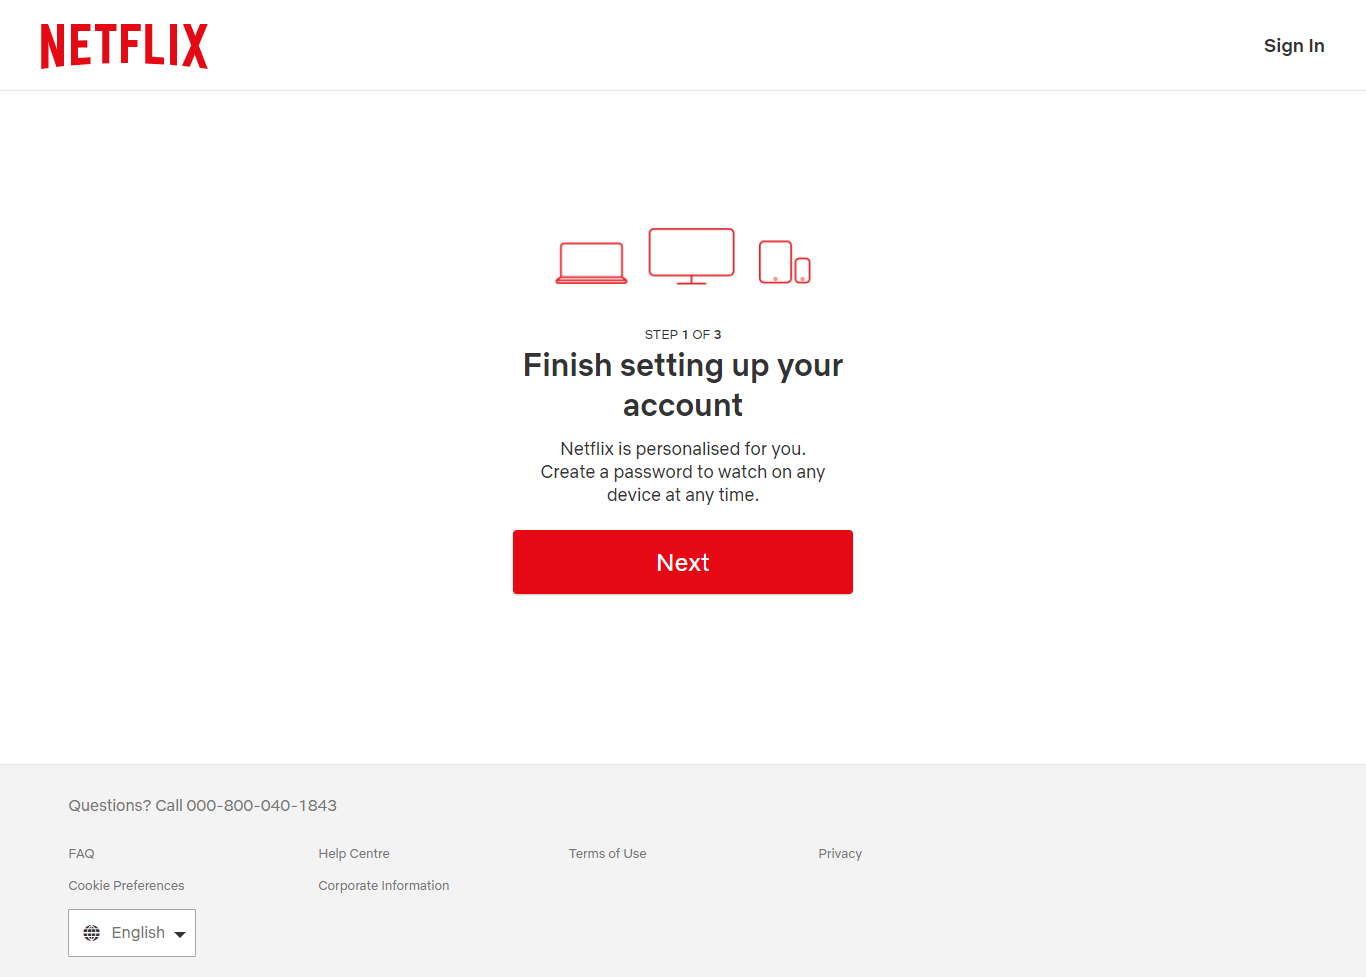 NETFLIX
Sign In
STEP 1 OF 3
Finish setting up your
account
Netflix is personalised for you.
Create a password to watch on any
device at any time.
Next
Questions? Call 000-800-040-1843
FAQ
Help Centre
Terms of Use
Privacy
Cookie Preferences
Corporate Information
English